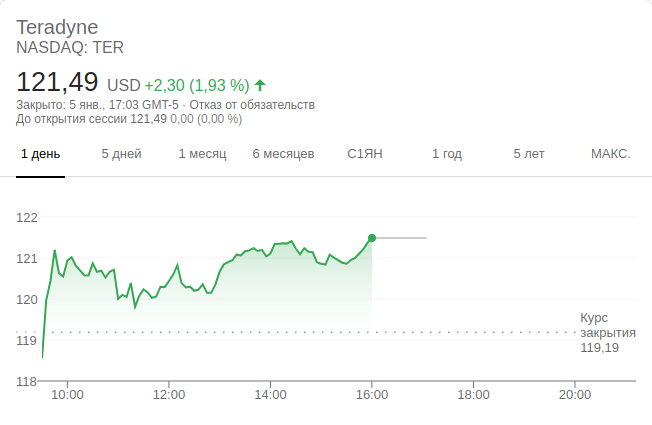 Teradyne
NASDAQ: TER
121,49 USD +2,30 (1,93 %)
Закрыто: 5 янв., 17:03 GMT-5 · Отказ от обязательств
До открытия сессии 121,49 0,00 (0,00 %)
1 день 5 дней 1 месяц 6 месяцев С1ЯН 1 год 5 лет МАКС.
122
121
120
119
118
Курс
закрытия
119,19
10:00 12:00 14:00 16:00 18:00 20:00